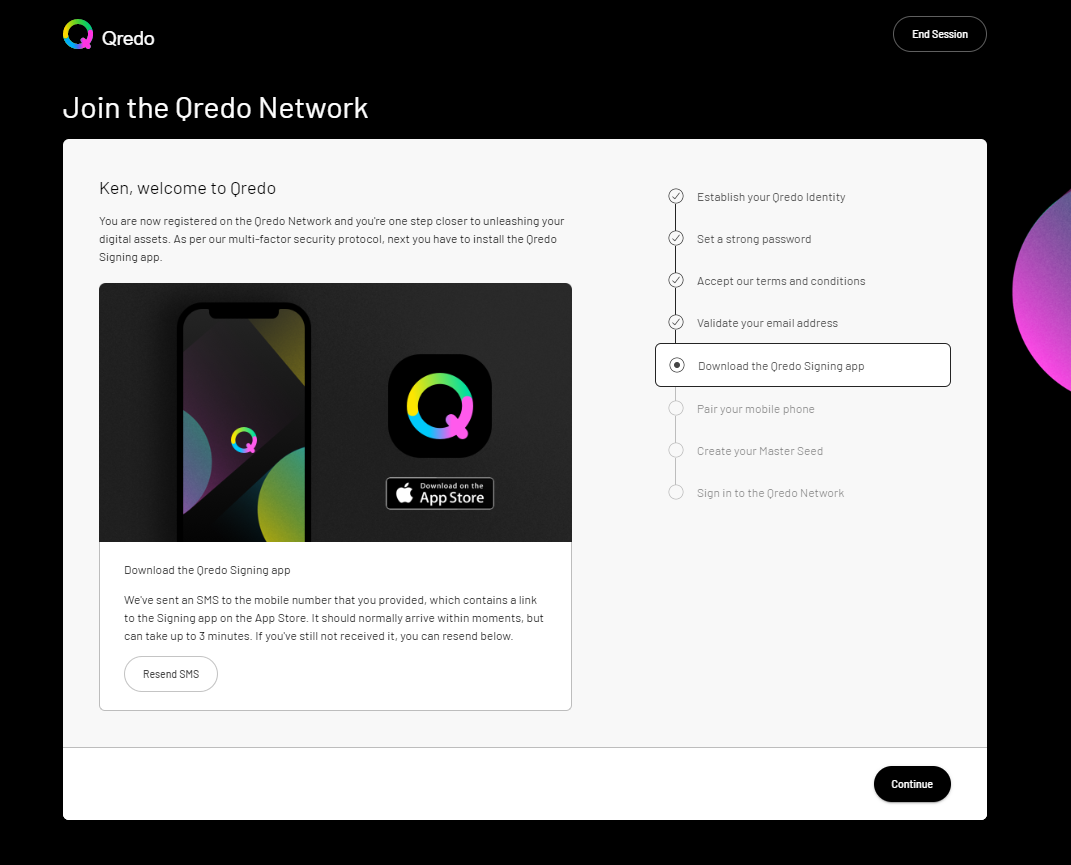 Qredo
End Session
Join the Qredo Network
Ken, welcome to Qredo
You are now registered on the Qredo Network and you're one step closer to unleashing your
digital assets. As per our multi-factor security protocol, next you have to install the Qredo
Signing app.
Download on the
App Store
Download the Qredo Signing app
We've sent an SMS to the mobile number that you provided, which contains a link
to the Signing app on the App Store. It should normally arrive within moments, but
can take up to 3 minutes. If you've still not received it, you can resend below.
Resend SMS
Establish your Qredo Identity
Set a strong password
Accept our terms and conditions
Validate your email address
Download the Qredo Signing app
Pair your mobile phone
Create your Master Seed
Sign in to the Qredo Network
Continue